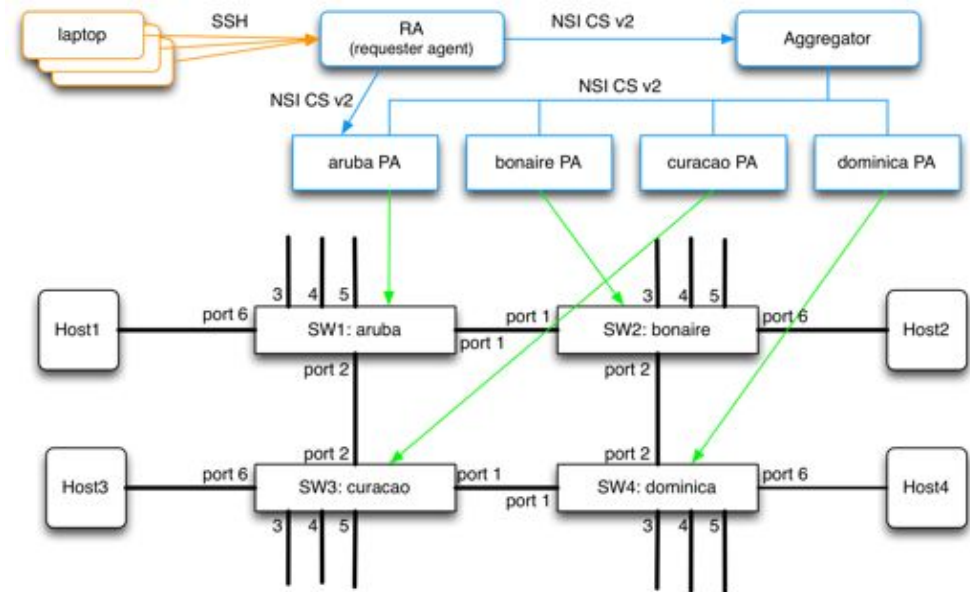 laptop
SSH
RA
(requester agent)
NSI CS v2
Aggregator
NSI CS v2
NSI CS v2
aruba PA
bonaire PA
curacao PA
dominica PA
3
4
5
3
4
5
Host1
port 6
SW1: aruba
port 1
port 1
SW2: bonaire
port 6
Host2
port 2
port 2
port 2
port 2
Host3
port 6
SW3: curacao
port 1
port 1
SW4: dominica
port 6
Host4
3
4
5
3
4
5